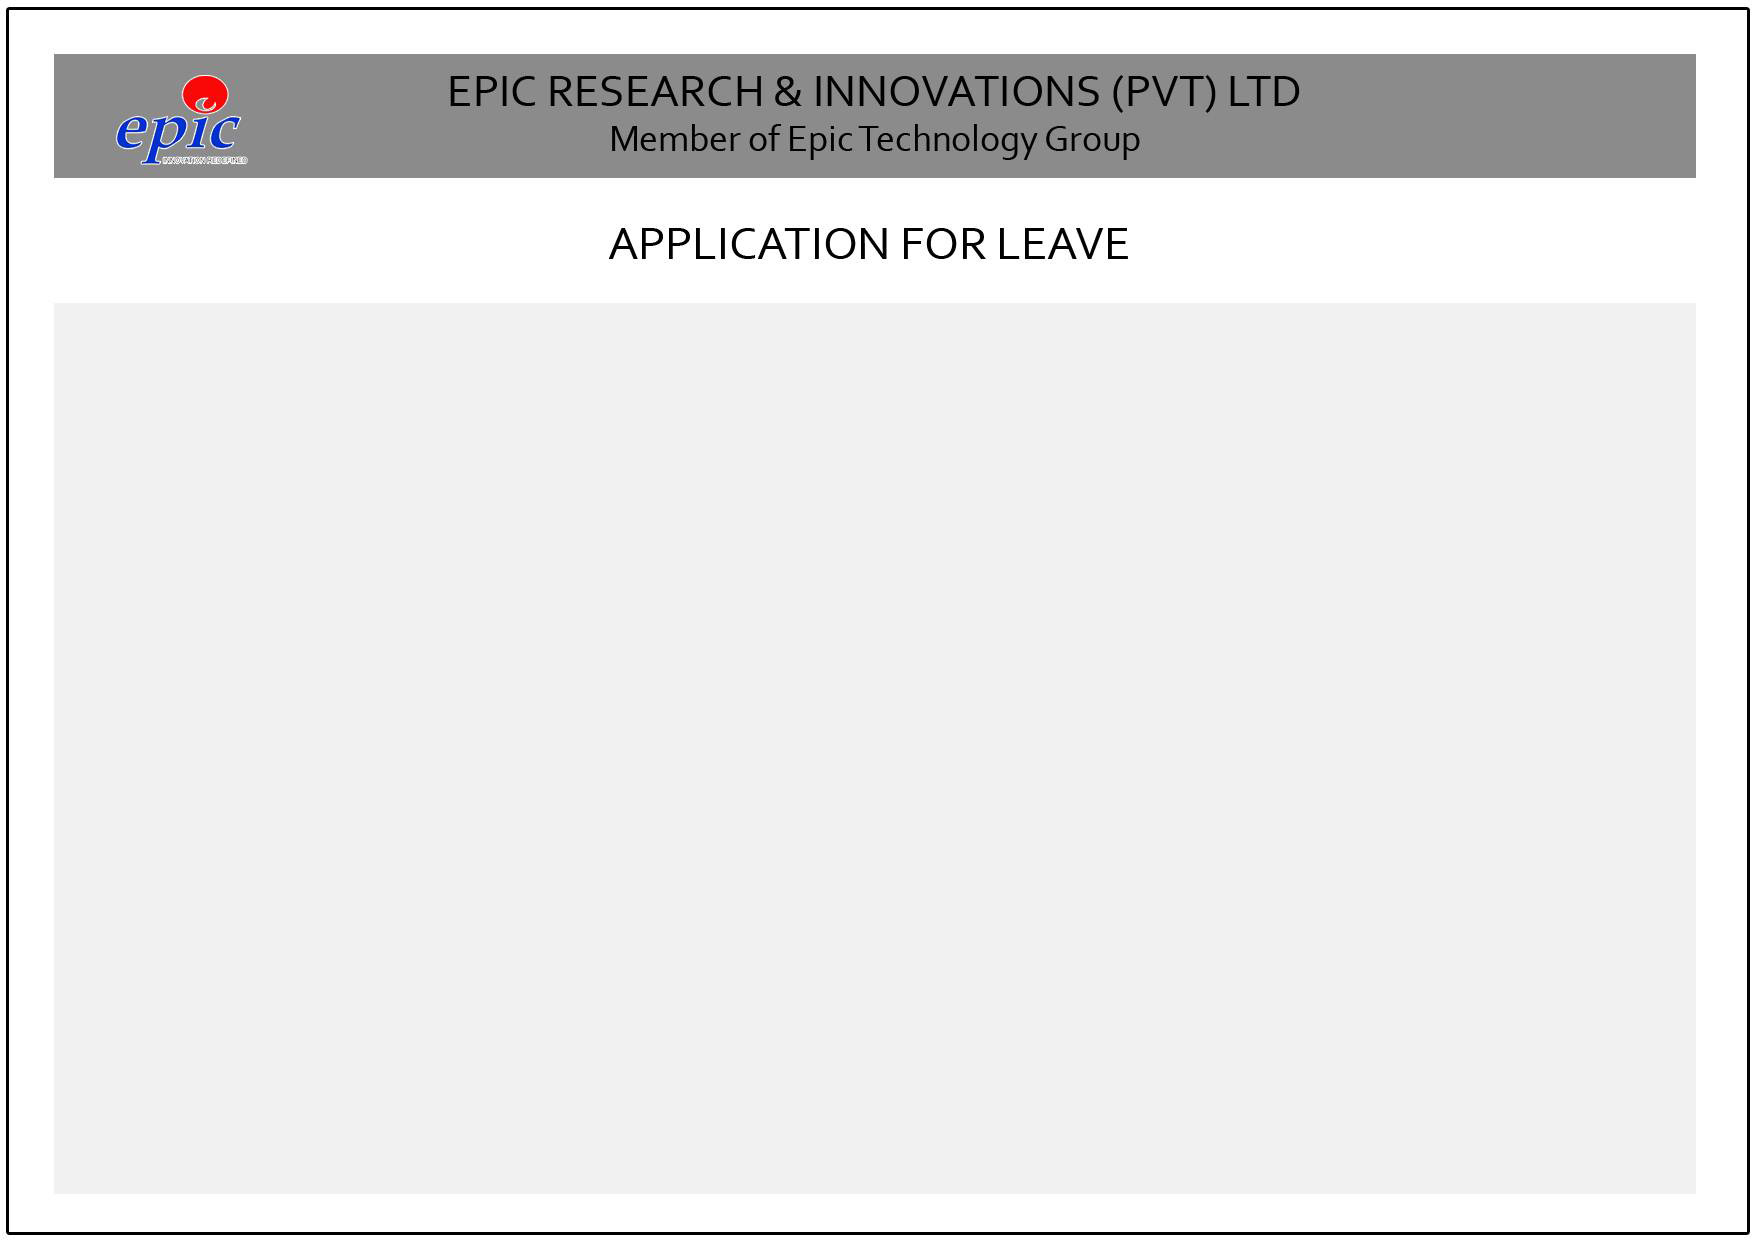 epic
INNOVATION REDEFINED
EPIC RESEARCH & INNOVATIONS (PVT) LTD
Member of Epic Technology Group
APPLICATION FOR LEAVE